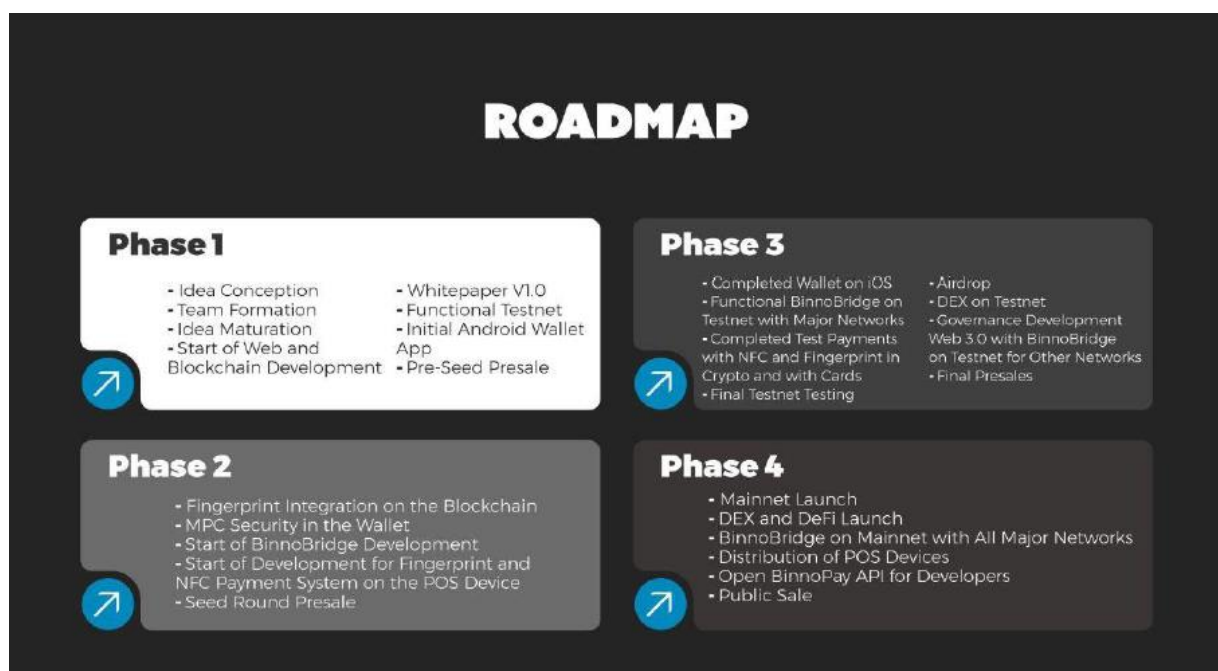 ROADMAP
Phase 1
- Idea Conception
- Team Formation
- Idea Maturation
- Start of Web and
Blockchain Development
- Whitepaper V1.0
- Functional Testnet
- Initial Android Wallet
App
- Pre-Seed Presale
Phase 2
- Fingerprint Integration on the Blockchain
- MPC Security in the Wallet
- Start of BinnoBridge Development
- Start of Development for Fingerprint and
NFC Payment System on the POS Device
- Seed Round Presale
Phase 3
- Completed Wallet on iOS
- Functional BinnoBridge on
Testnet with Major Networks
- Completed Test Payments
with NFC and Fingerprint in
Crypto and with Cards
- Final Testnet Testing
- Airdrop
- DEX on Testnet
- Governance Development
Web 3.0 with BinnoBridge
on Testnet for Other Networks
- Final Presales
Phase 4
- Mainnet Launch
- DEX and DeFi Launch
- BinnoBridge on Mainnet with All Major Networks
- Distribution of POS Devices
- Open BinnoPay API for Developers
- Public Sale